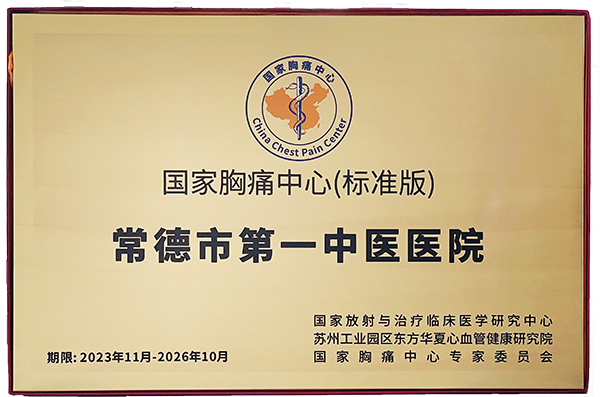 国家胸痛中心
China Chest Pain Center
国家胸痛中心(标准版)
常德市第一中医医院
国家放射与治疗临床医学研究中心
苏州工业园区东方华夏心血管健康研究院
期限: 2023年11月-2026年10月
国家胸痛中心专家委员会